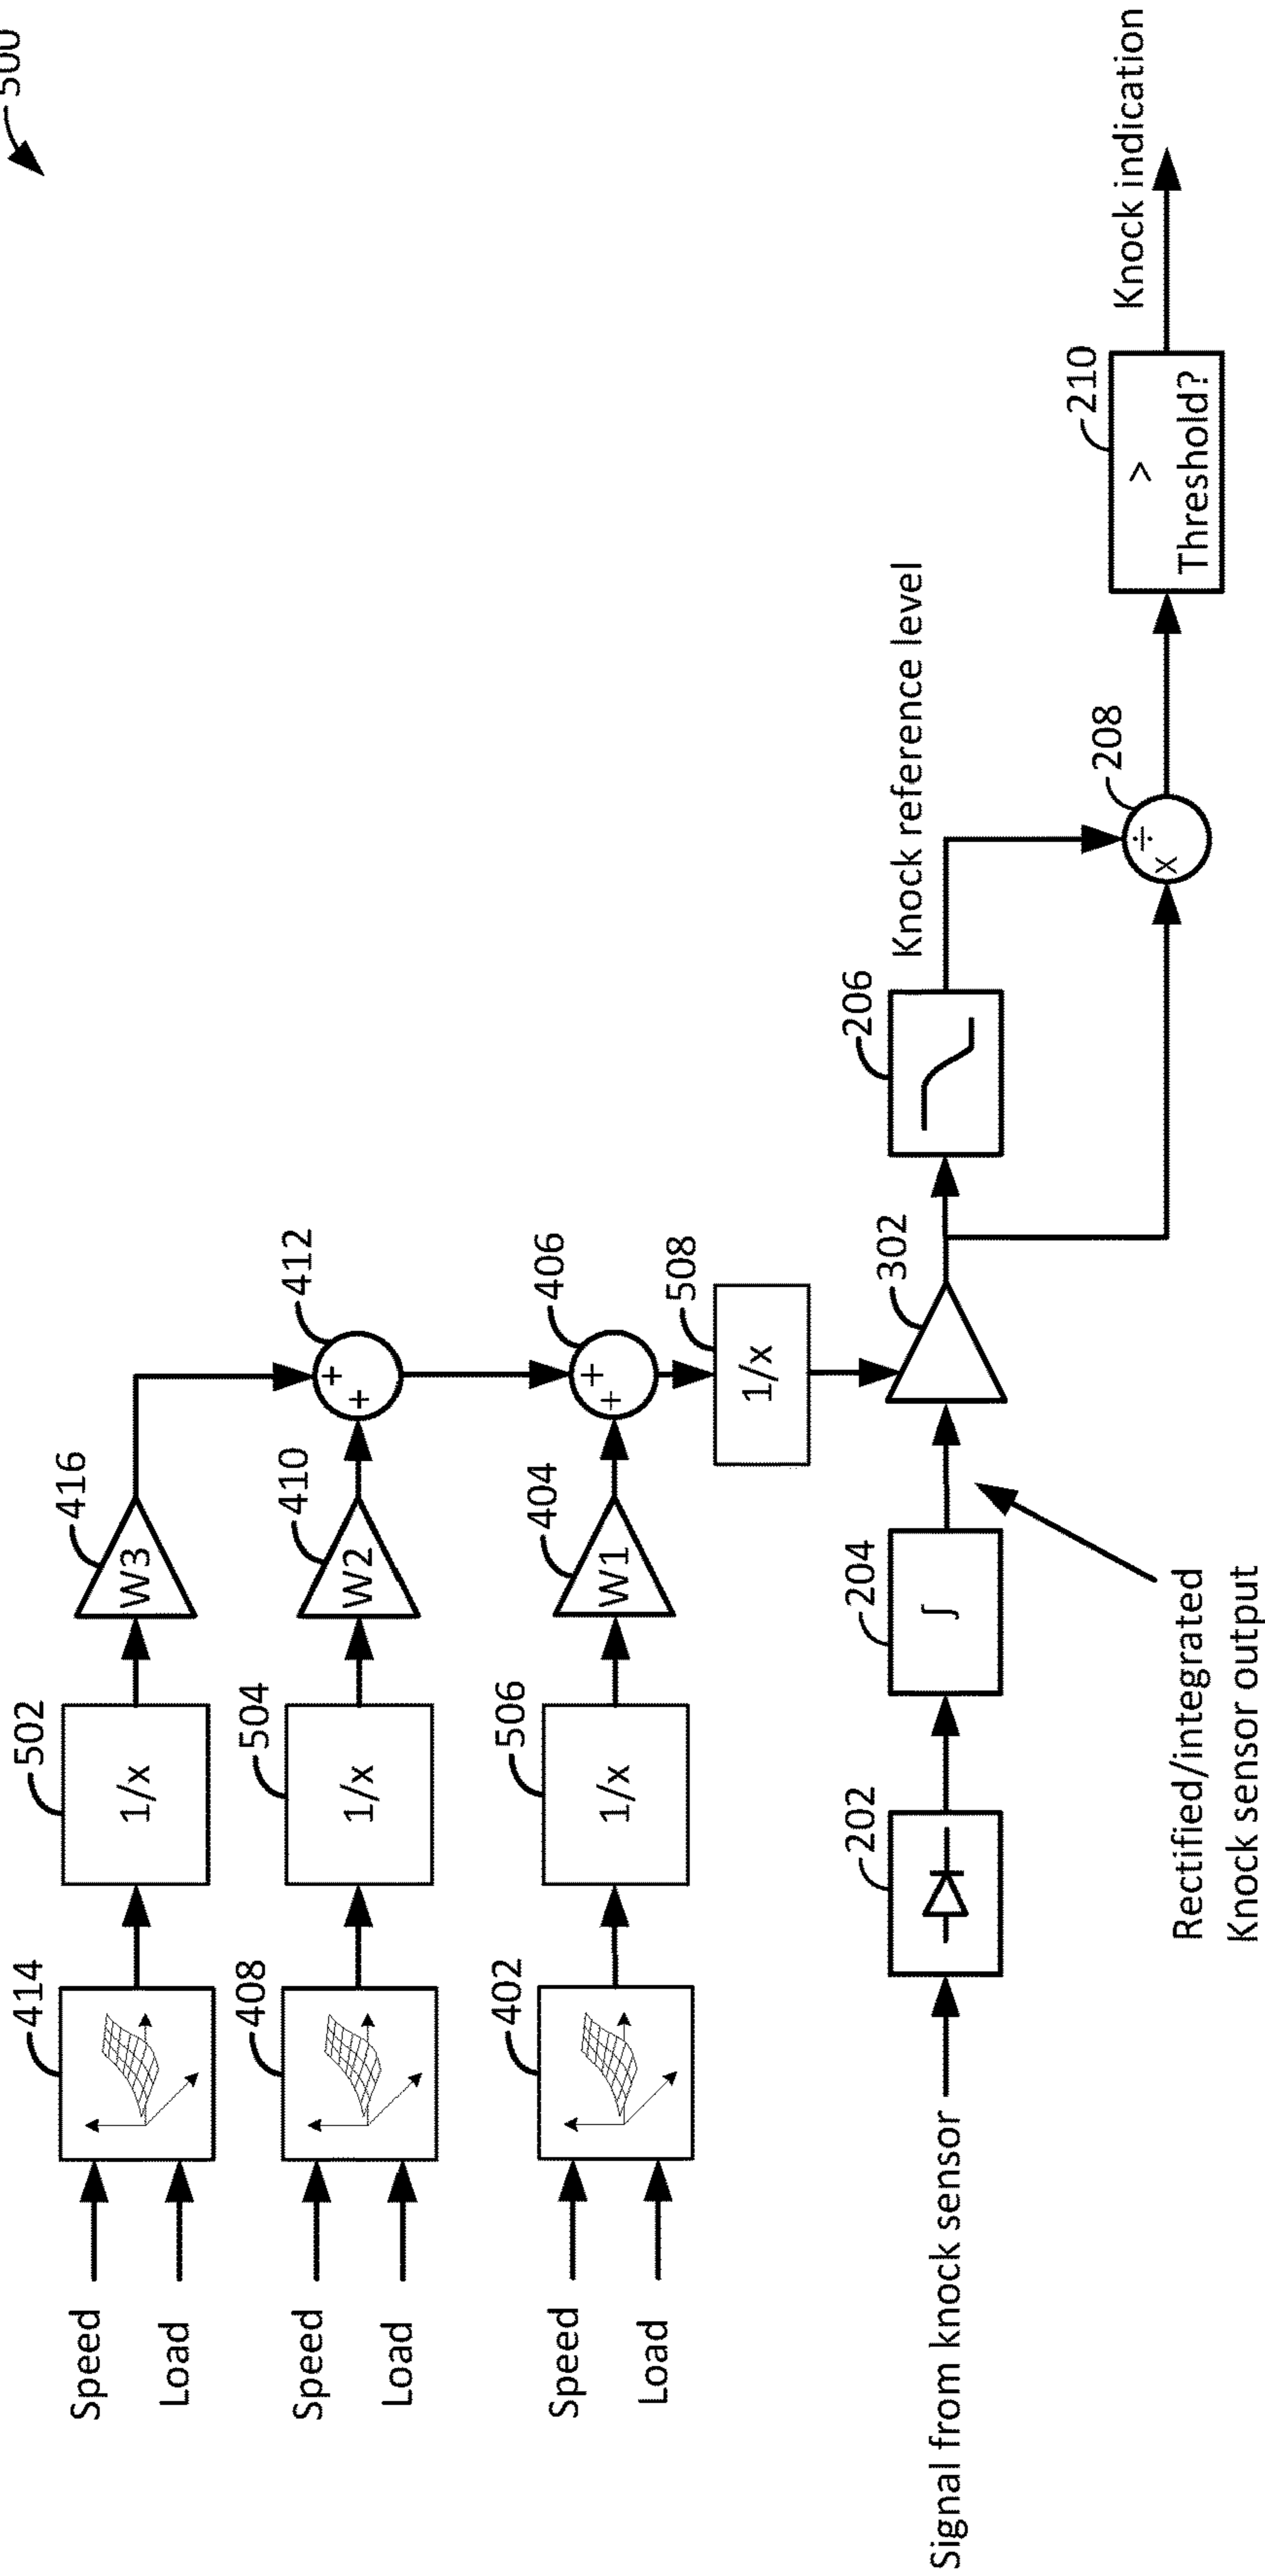 500
414
502
416
Speed
Load
1/x
W3
412
+
+
408
504
410
Speed
Load
1/x
W2
406
+
+
402
506
404
Speed
Load
1/x
W1
508
1/x
302
206
Knock reference level
202
204
∫
Signal from knock sensor
Rectified/integrated
Knock sensor output
208
÷
x
210
>
Threshold?
Knock indication